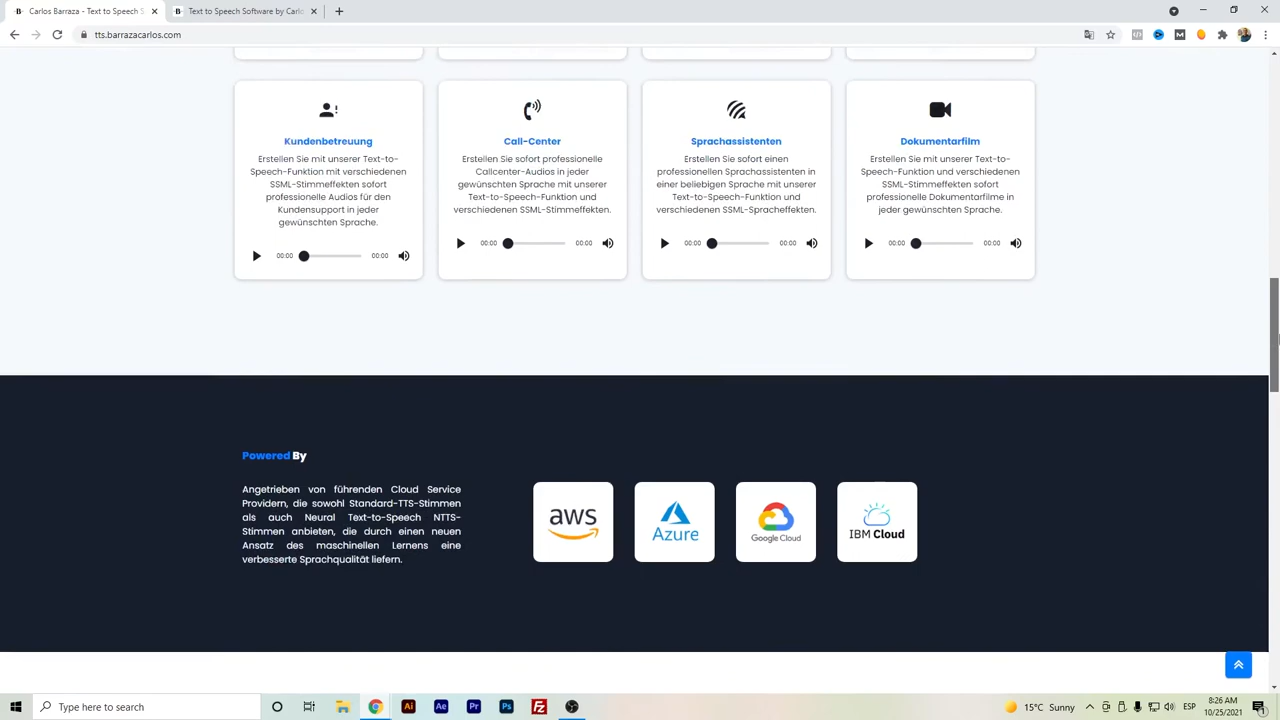 Carlos Barraza - Text to Speech S
Text to Speech Software by Carlo
tts.barrazacarlos.com
Kundenbetreuung
Erstellen Sie mit unserer Text-to-
Speech-Funktion mit verschiedenen
SSML-Stimmeffekten sofort
professionelle Audios für den
Kundensupport in jeder
gewünschten Sprache.
00:00
00:00
Call-Center
Erstellen Sie sofort professionelle
Callcenter-Audios in jeder
gewünschten Sprache mit unserer
Text-to-Speech-Funktion und
verschiedenen SSML-Stimmeffekten.
00:00
00:00
Sprachassistenten
Erstellen Sie sofort einen
professionellen Sprachassistenten in
einer beliebigen Sprache mit unserer
Text-to-Speech-Funktion und
verschiedenen SSML-Spracheffekten.
00:00
00:00
Dokumentarfilm
Erstellen Sie mit unserer Text-to-
Speech-Funktion und verschiedenen
SSML-Stimmeffekten sofort
professionelle Dokumentarfilme in
jeder gewünschten Sprache.
00:00
00:00
Powered By
Angetrieben von führenden Cloud Service
Providern, die sowohl Standard-TTS-Stimmen
als auch Neural Text-to-Speech NTTS-
Stimmen anbieten, die durch einen neuen
Ansatz des maschinellen Lernens eine
verbesserte Sprachqualität liefern.
aws
Azure
Google Cloud
IBM Cloud
Type here to search
Ai
Ae
Pr
Ps
Fz
15°C Sunny
ESP
8:26 AM
10/25/2021
1